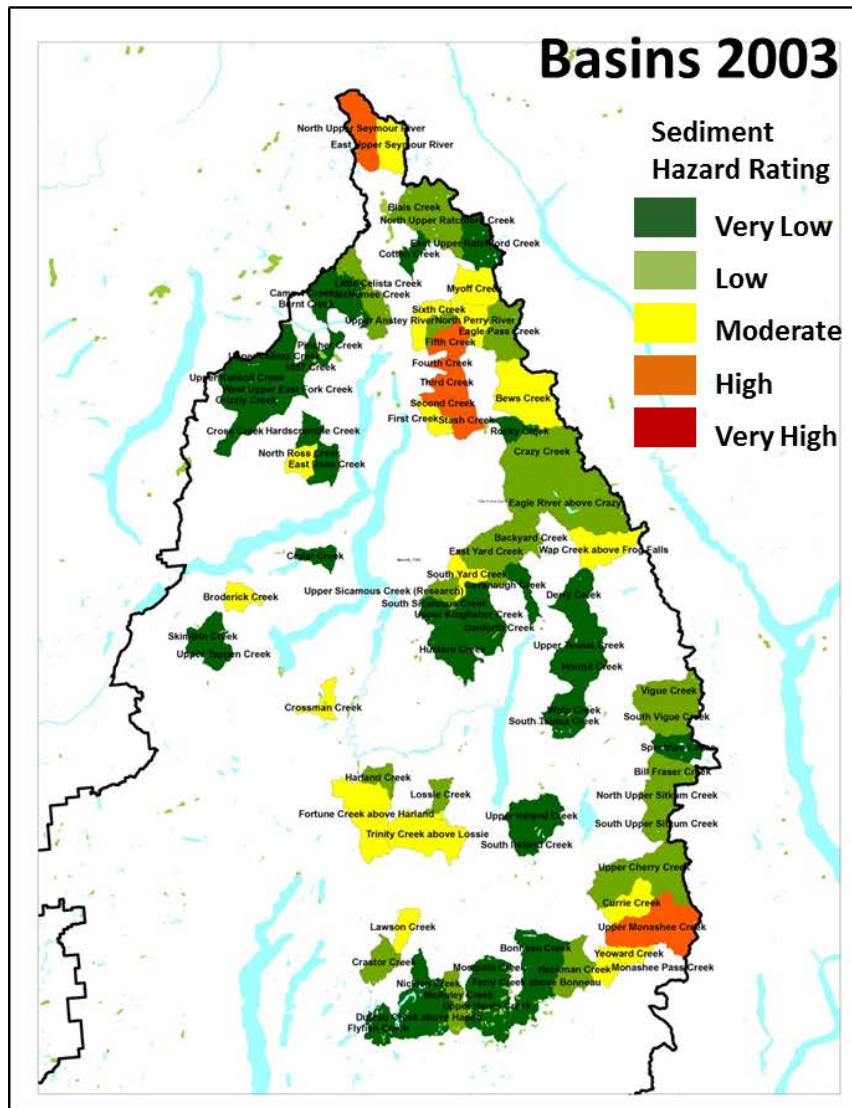 Basins 2003
Sediment
Hazard Rating
Very Low
Low
Moderate
High
Very High
North Upper Seymour River
East Upper Seymour River
Blais Creek
North Upper Ratchford Creek
East Upper Ratchford Creek
Cotton Creek
Little Celista Creek
McNomee Creek
Burnt Creek
Myoff Creek
Sixth Creek
Upper Anstey River
North Perry River
Eagle Pass Creek
Fifth Creek
Pincher Creek
Fourth Creek
Third Creek
West Upper East Fork Creek
Grizzly Creek
Second Creek
Bews Creek
First Creek
Stash Creek
Cross Creek
Hardscrabble Creek
Rocky Creek
North Ross Creek
East Ross Creek
Crazy Creek
Eagle River above Crazy
Backyard Creek
East Yard Creek
Wap Creek above Frog Falls
Cedar Creek
South Yard Creek
Cavanaugh Creek
Upper Sicamous Creek (Research)
South Sicamous Creek
Upper Kingfisher Creek
Danforth Creek
Derry Creek
Broderick Creek
Skimikin Creek
Upper Tappen Creek
Hunters Creek
Upper Tsuius Creek
Hound Creek
Crossman Creek
South Tsuius Creek
Vigue Creek
South Vigue Creek
Bill Fraser Creek
Harland Creek
Lossie Creek
North Upper Sitkum Creek
Fortune Creek above Harland
Trinity Creek above Lossie
Upper Ireland Creek
South Ireland Creek
South Upper Sitkum Creek
Upper Cherry Creek
Currie Creek
Upper Monashee Creek
Lawson Creek
Yeoward Creek
Monashee Pass Creek
Crastor Creek
Bonneau Creek
Heckman Creek
Ferry Creek above Bonneau
Flyfish Creek